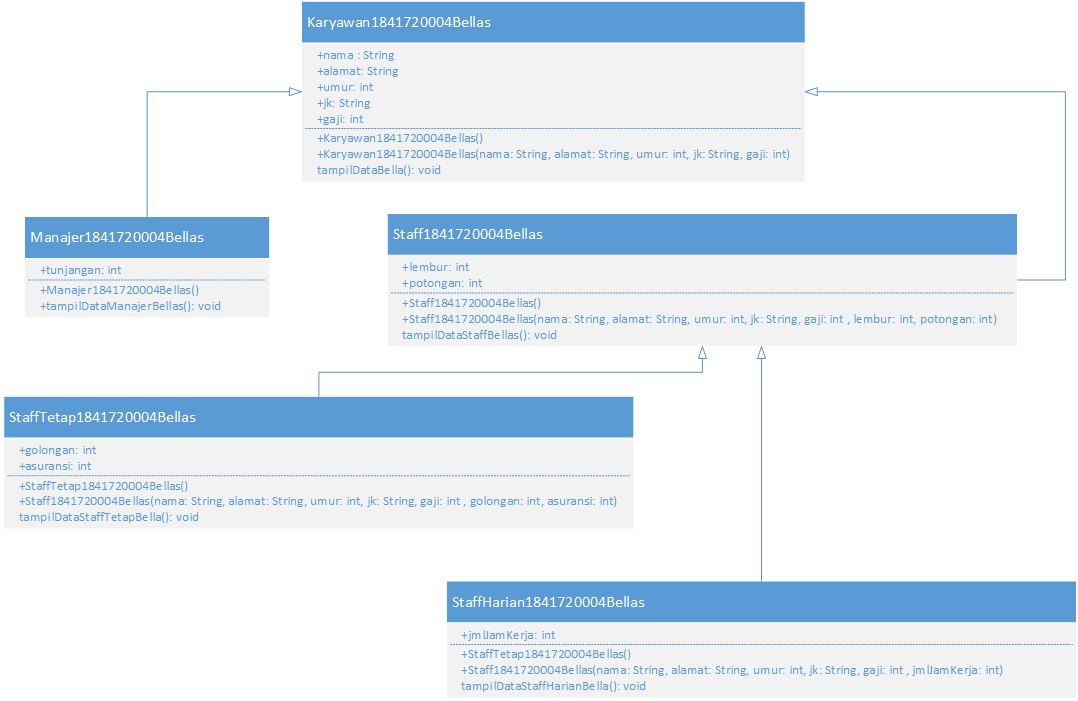 Karyawan1841720004Bellas
+nama : String
+alamat: String
+umur: int
+jk: String
+gaji: int
+Karyawan1841720004Bellas()
+Karyawan1841720004Bellas(nama: String, alamat: String, umur: int, jk: String, gaji: int)
tampilDataBella(): void
Manajer1841720004Bellas
+tunjangan: int
+Manajer1841720004Bellas()
+tampilDataManajerBellas(): void
Staff1841720004Bellas
+lembur: int
+potongan: int
+Staff1841720004Bellas()
+Staff1841720004Bellas(nama: String, alamat: String, umur: int, jk: String, gaji: int , lembur: int, potongan: int)
tampilDataStaffBellas(): void
StaffTetap1841720004Bellas
+golongan: int
+asuransi: int
+StaffTetap1841720004Bellas()
+Staff1841720004Bellas(nama: String, alamat: String, umur: int, jk: String, gaji: int , golongan: int, asuransi: int)
tampilDataStaffTetapBella(): void
StaffHarian1841720004Bellas
+jmlJamKerja: int
+StaffTetap1841720004Bellas()
+Staff1841720004Bellas(nama: String, alamat: String, umur: int, jk: String, gaji: int , jmlJamKerja: int)
tampilDataStaffHarianBella(): void